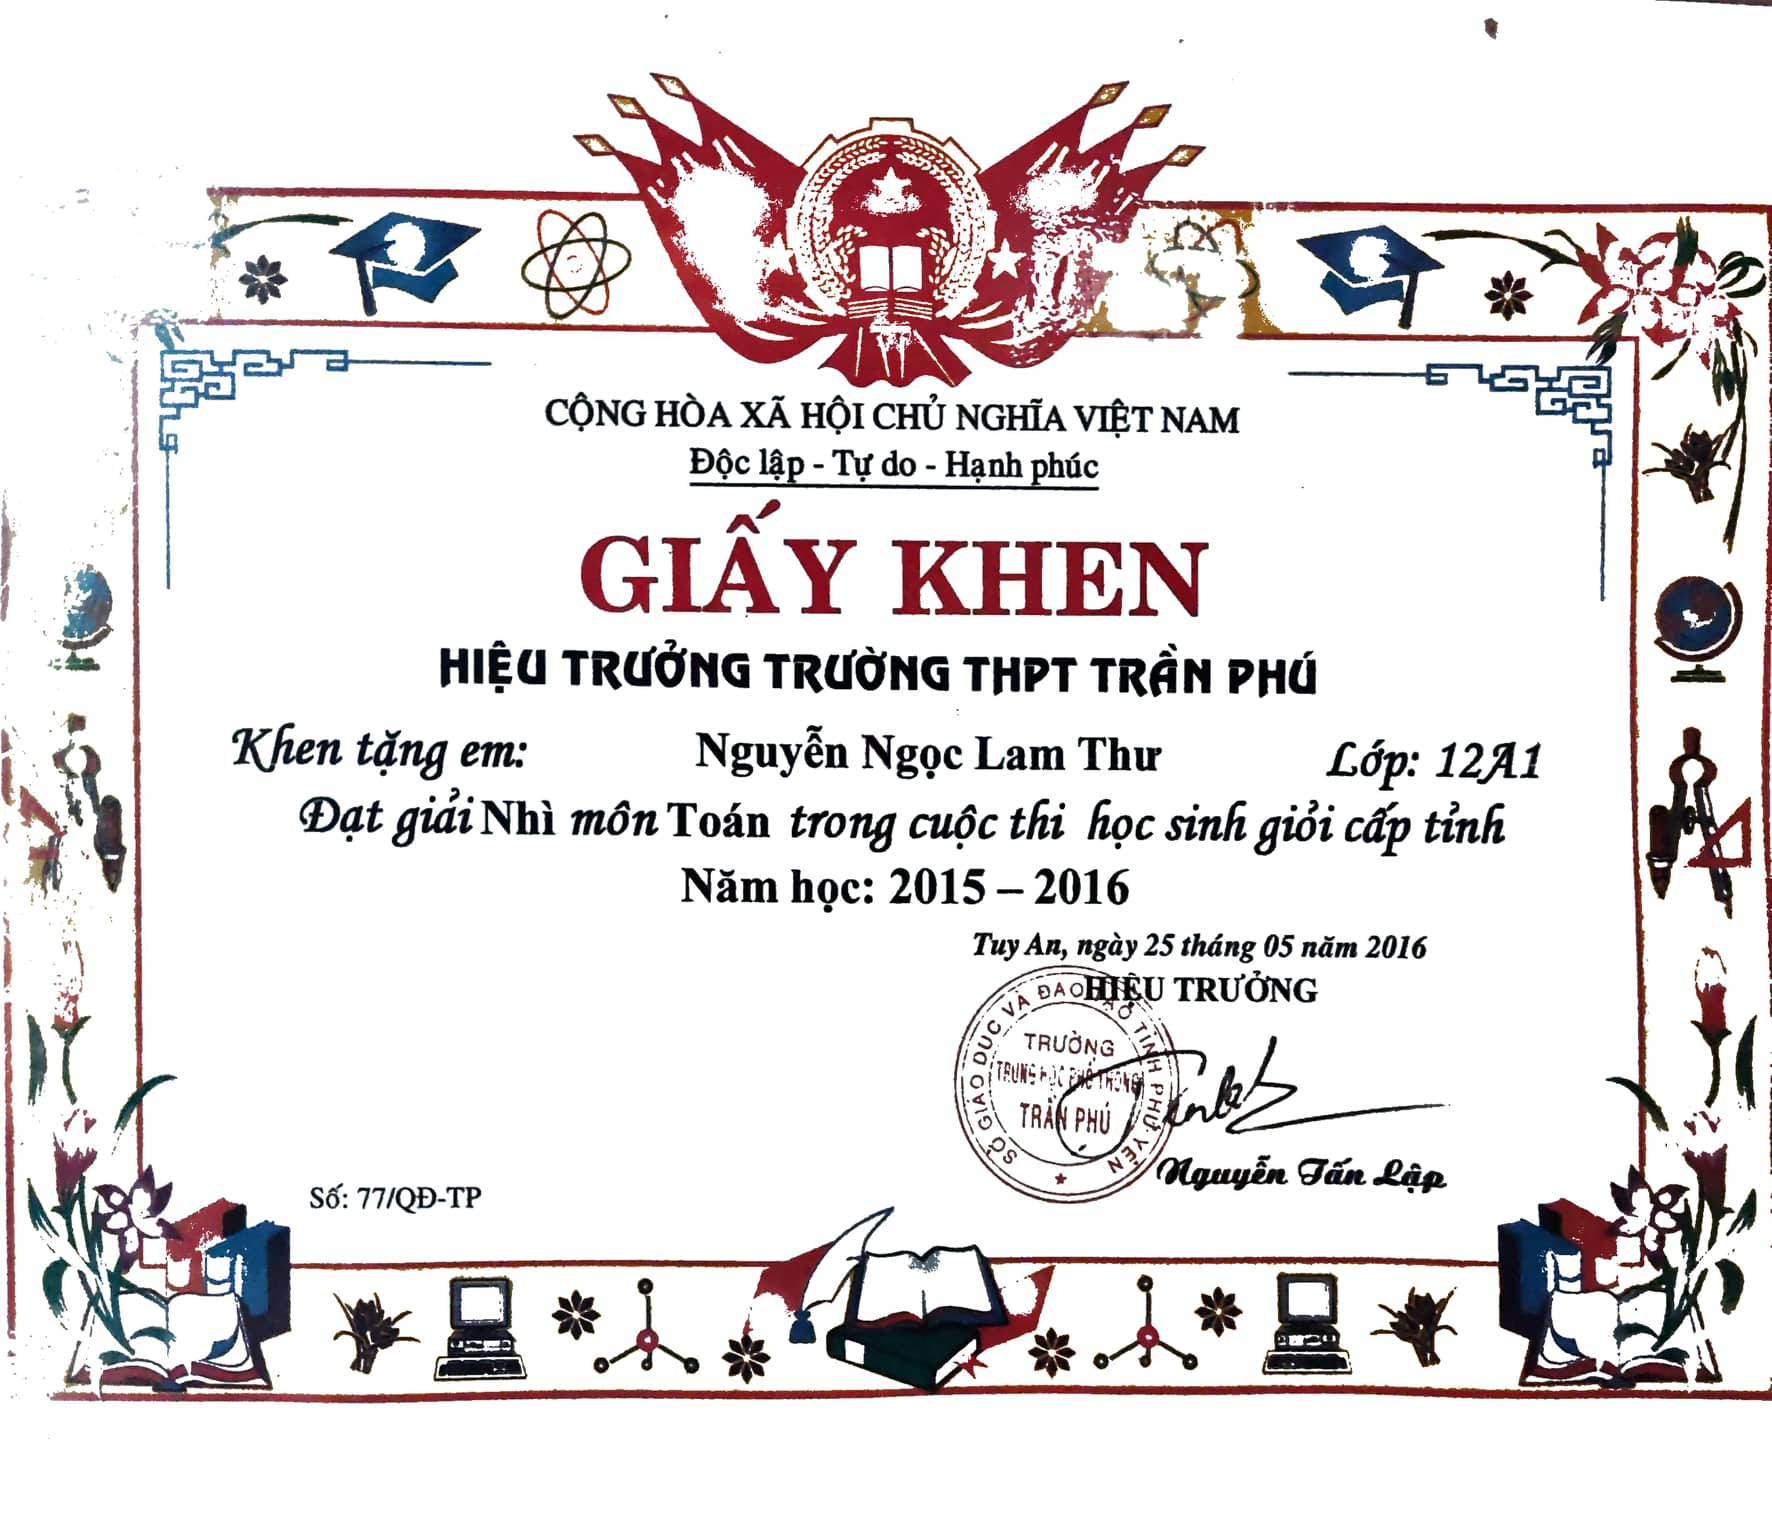 CỘNG HÒA XÃ HỘI CHỦ NGHĨA VIỆT NAM
Độc lập - Tự do - Hạnh phúc
GIẤY KHEN
HIỆU TRƯỞNG TRƯỜNG THPT TRẦN PHÚ
Khen tặng em: Nguyễn Ngọc Lam Thư Lớp: 12A1
Đạt giải Nhì môn Toán trong cuộc thi học sinh giỏi cấp tỉnh
Năm học: 2015 – 2016
Tuy An, ngày 25 tháng 05 năm 2016
HIỆU TRƯỞNG
SỞ GIÁO DỤC VÀ ĐÀO TẠO TỈNH PHÚ YÊN
TRƯỜNG
TRUNG HỌC PHỔ THÔNG
TRẦN PHÚ
Nguyễn Tấn Lập
Số: 77/QĐ-TP